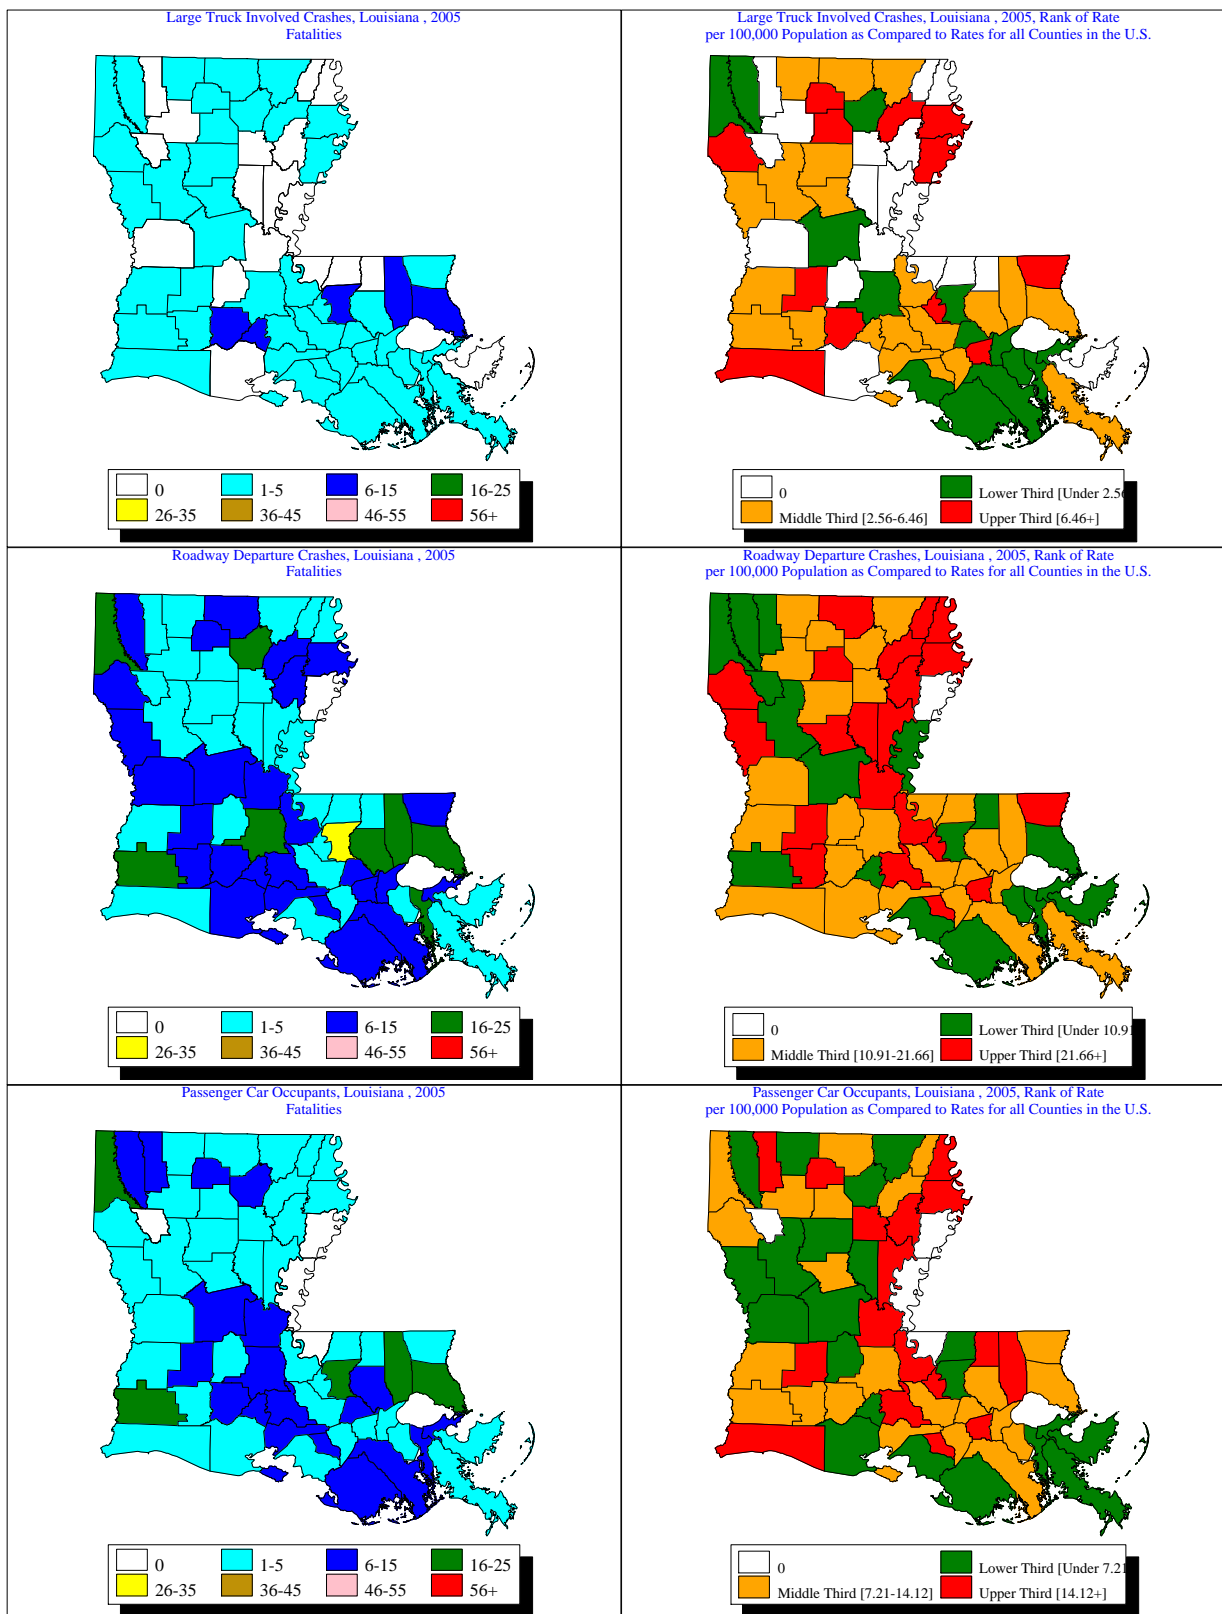 Large Truck Involved Crashes, Louisiana , 2005
Fatalities
0
1-5
6-15
16-25
26-35
36-45
46-55
56+
Large Truck Involved Crashes, Louisiana , 2005, Rank of Rate
per 100,000 Population as Compared to Rates for all Counties in the U.S.
0
Lower Third [Under 2.56
Middle Third [2.56-6.46]
Upper Third [6.46+]
Roadway Departure Crashes, Louisiana , 2005
Fatalities
0
1-5
6-15
16-25
26-35
36-45
46-55
56+
Roadway Departure Crashes, Louisiana , 2005, Rank of Rate
per 100,000 Population as Compared to Rates for all Counties in the U.S.
0
Lower Third [Under 10.91
Middle Third [10.91-21.66]
Upper Third [21.66+]
Passenger Car Occupants, Louisiana , 2005
Fatalities
0
1-5
6-15
16-25
26-35
36-45
46-55
56+
Passenger Car Occupants, Louisiana , 2005, Rank of Rate
per 100,000 Population as Compared to Rates for all Counties in the U.S.
0
Lower Third [Under 7.21
Middle Third [7.21-14.12]
Upper Third [14.12+]